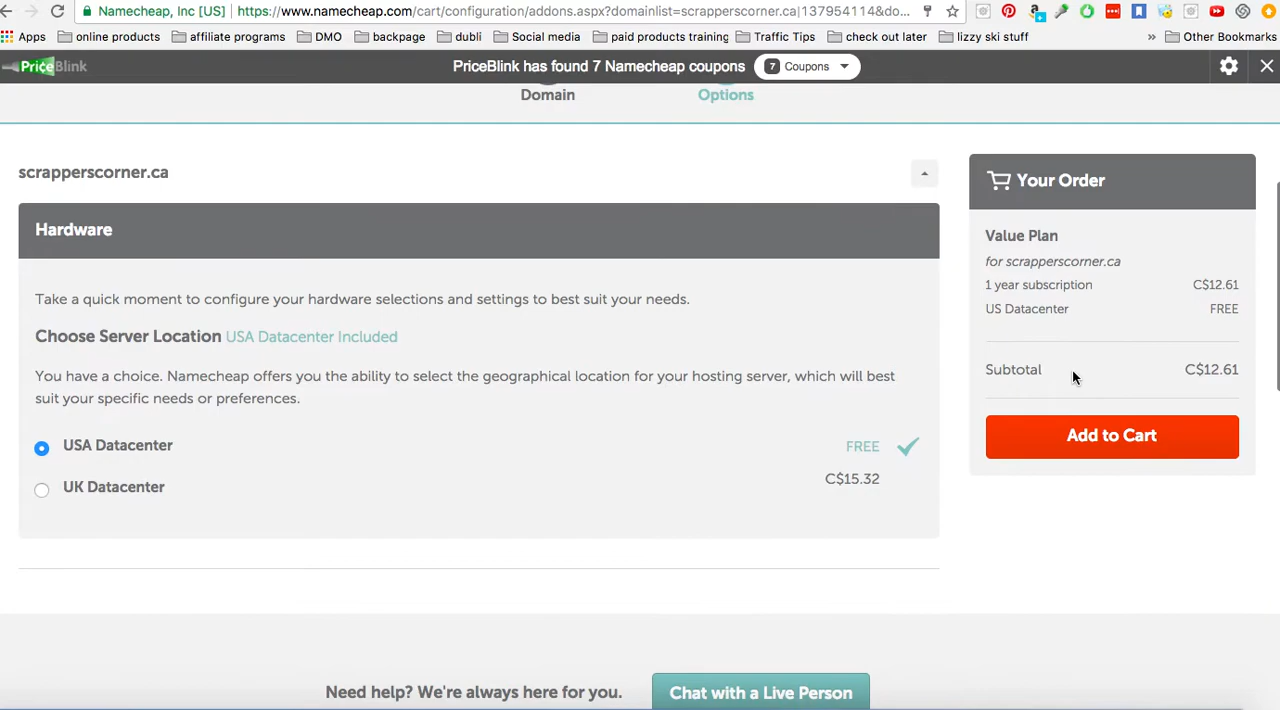 Namecheap, Inc [US] https://www.namecheap.com/cart/configuration/addons.aspx?domainlist=scrapperscorner.ca|137954114&do...
Apps online products affiliate programs DMO backpage dubli Social media paid products training Traffic Tips check out later lizzy ski stuff » Other Bookmarks
PriceBlink PriceBlink has found 7 Namecheap coupons 7 Coupons
Domain Options
scrapperscorner.ca
Your Order
Hardware
Value Plan
for scrapperscorner.ca
1 year subscription C$12.61
US Datacenter FREE
Take a quick moment to configure your hardware selections and settings to best suit your needs.
Choose Server Location USA Datacenter Included
You have a choice. Namecheap offers you the ability to select the geographical location for your hosting server, which will best
suit your specific needs or preferences.
Subtotal C$12.61
Add to Cart
USA Datacenter FREE
UK Datacenter C$15.32
Need help? We're always here for you. Chat with a Live Person